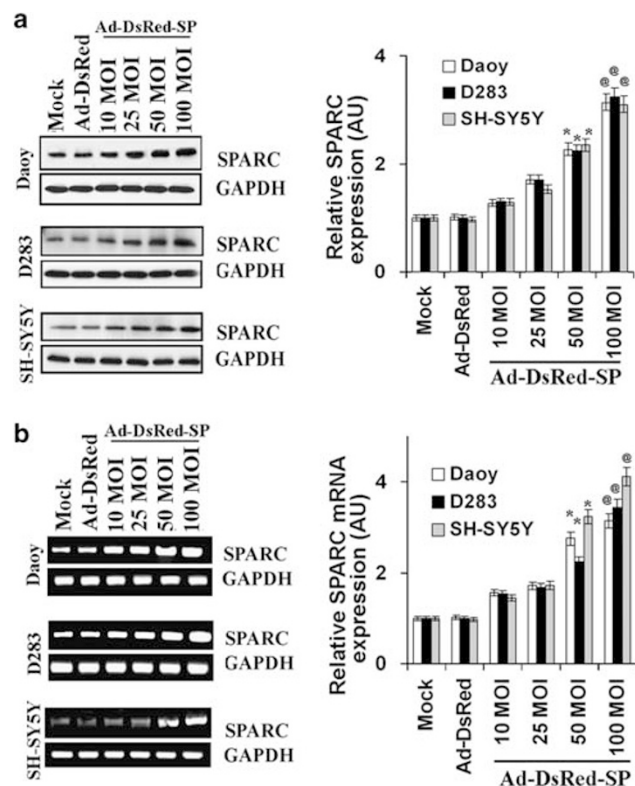 a
Ad-DsRed-SP
Mock
Ad-DsRed
10 MOI
25 MOI
50 MOI
100 MOI
Daoy
SPARC
GAPDH
D283
SPARC
GAPDH
SH-SY5Y
SPARC
GAPDH
Relative SPARC
expression (AU)
4
2
0
Daoy
D283
SH-SY5Y
* * *
@ @ @
Mock
Ad-DsRed
10 MOI
25 MOI
50 MOI
100 MOI
Ad-DsRed-SP
b
Ad-DsRed-SP
Mock
Ad-DsRed
10 MOI
25 MOI
50 MOI
100 MOI
Daoy
SPARC
GAPDH
D283
SPARC
GAPDH
SH-SY5Y
SPARC
GAPDH
Relative SPARC mRNA
expression (AU)
4
2
0
Daoy
D283
SH-SY5Y
* * *
@ @ @
Mock
Ad-DsRed
10 MOI
25 MOI
50 MOI
100 MOI
Ad-DsRed-SP